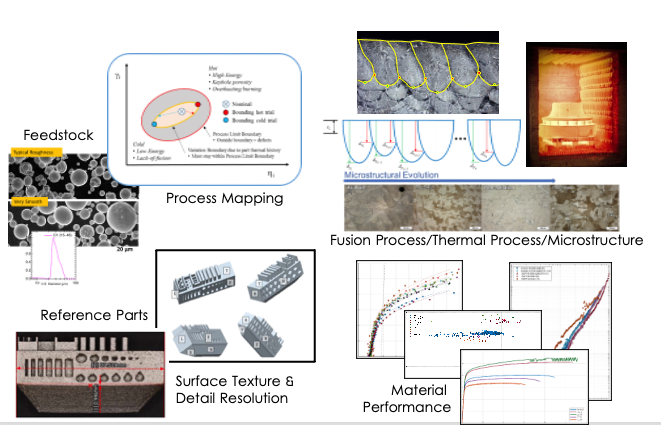 Feedstock
Typical Roughness
Very Smooth
20 µm
γ₁
Hot
• High Energy
• Keyhole porosity
• Overheating/burning
Nominal
Bounding hot trial
Bounding cold trial
Process Limit Boundary
• Outside boundary = defects
Cold
• Low Energy
• Lack-of-fusion
Variation Boundary due to part thermal history
• Must stay within Process Limit Boundary
η₁
Process Mapping
Microstructural Evolution
Fusion Process/Thermal Process/Microstructure
Reference Parts
Surface Texture &
Detail Resolution
Material
Performance